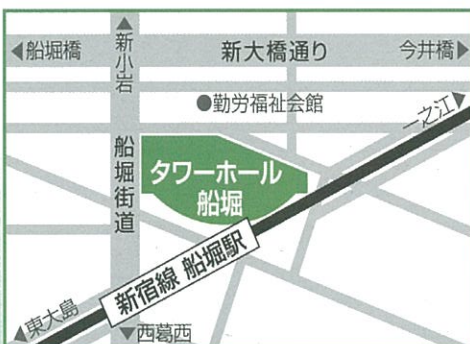 新小岩
船堀橋
新大橋通り
今井橋
勤労福祉会館
一之江
船堀街道
タワーホール
船堀
新宿線 船堀駅
東大島
西葛西